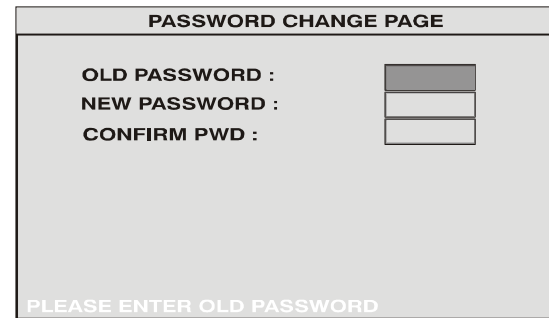 PASSWORD CHANGE PAGE
OLD PASSWORD :
NEW PASSWORD :
CONFIRM PWD :
PLEASE ENTER OLD PASSWORD